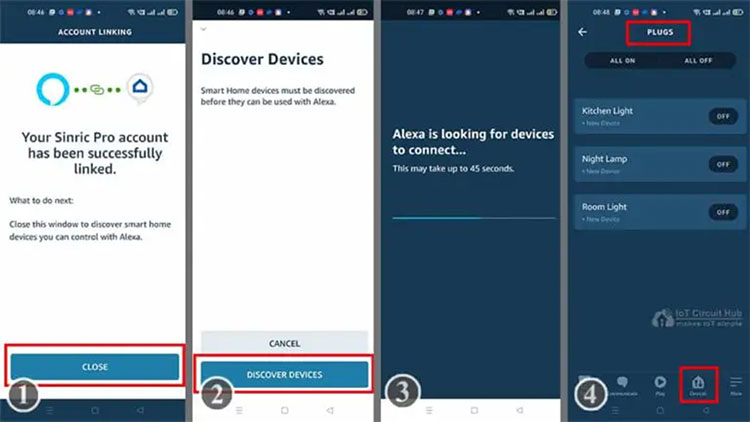 08:46
ACCOUNT LINKING
Your Sinric Pro account
has been successfully
linked.
What to do next:
Close this window to discover smart home
devices you can control with Alexa.
CLOSE
1
08:46
Discover Devices
Smart Home devices must be discovered
before they can be used with Alexa.
CANCEL
DISCOVER DEVICES
2
08:47
Alexa is looking for devices
to connect...
This may take up to 45 seconds.
3
08:48
PLUGS
ALL ON
ALL OFF
Kitchen Light
• New Device
OFF
Night Lamp
• New Device
OFF
Room Light
• New Device
OFF
IoT Circuit Hub
makes IoT simple
Play
Devices
More
4